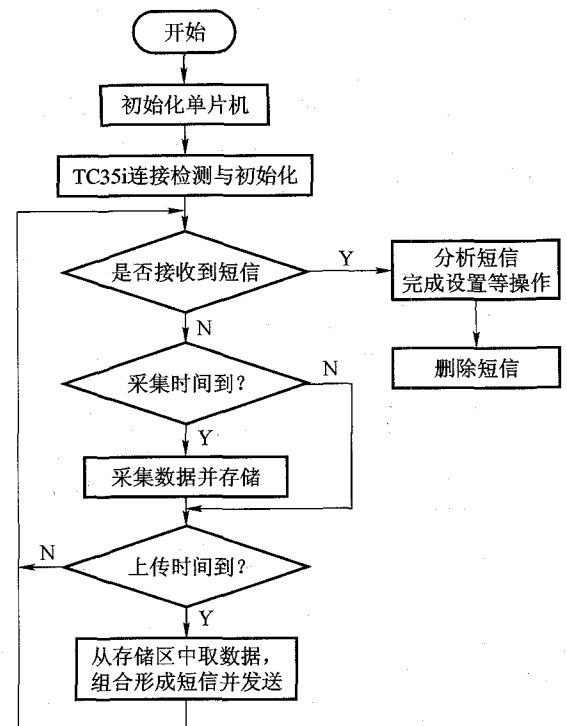 开始
初始化单片机
TC35i连接检测与初始化
是否接收到短信
Y
分析短信
完成设置等操作
N
删除短信
采集时间到?
N
Y
采集数据并存储
N
上传时间到?
Y
从存储区中取数据,
组合形成短信并发送